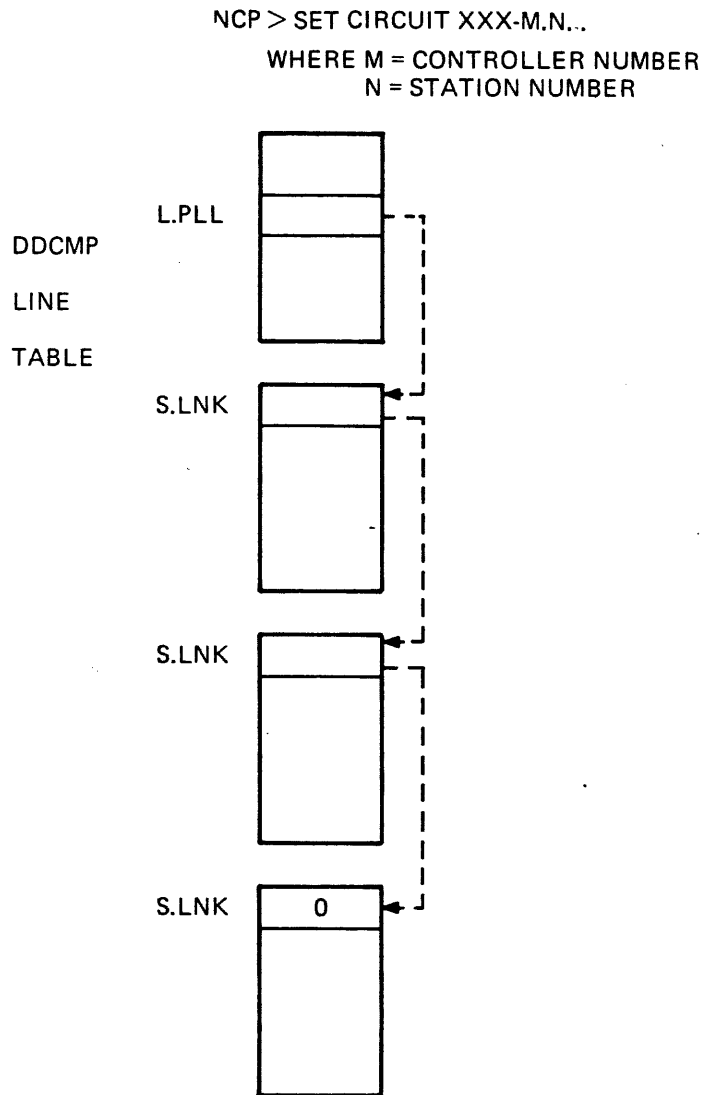 NCP > SET CIRCUIT XXX-M.N...
WHERE M = CONTROLLER NUMBER
N = STATION NUMBER
L.PLL
DDCMP
LINE
TABLE
S.LNK
S.LNK
S.LNK 0